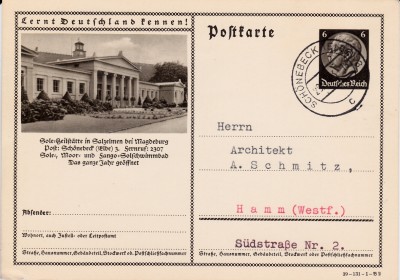 Lernt Deutschland kennen!
Postkarte
6 6
Deutsches Reich
SCHÖNEBECK
c
Sole-Heilstätte in Salzelmen bei Magdeburg
Post: Schönebeck (Elbe) 3. Fernruf: 2307
Sole-, Moor- und Fango-Solschwimmbad
Das ganze Jahr geöffnet
Absender:
Wohnort, auch Zustell- oder Leitpostamt
Straße, Hausnummer, Gebäudeteil, Stockwerk od. Postschließfachnummer
Herrn
Architekt
A. Schmitz,
Hamm (Westf.)
Südstraße Nr. 2.
Straße, Hausnummer, Gebäudeteil, Stockwerk oder Postschließfachnummer